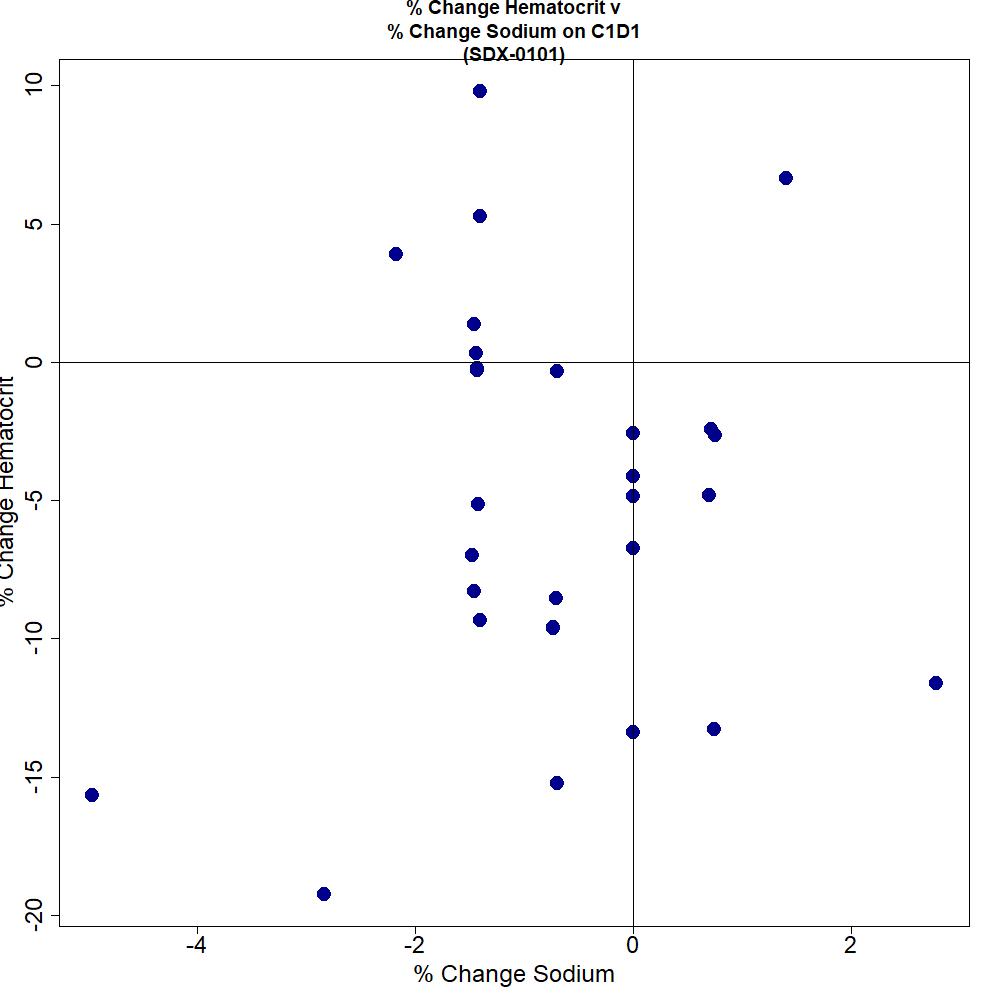 % Change Hematocrit v
% Change Sodium on C1D1
(SDX-0101)
10
5
0
-5
-10
-15
-20
% Change Hematocrit
-4
-2
0
2
% Change Sodium